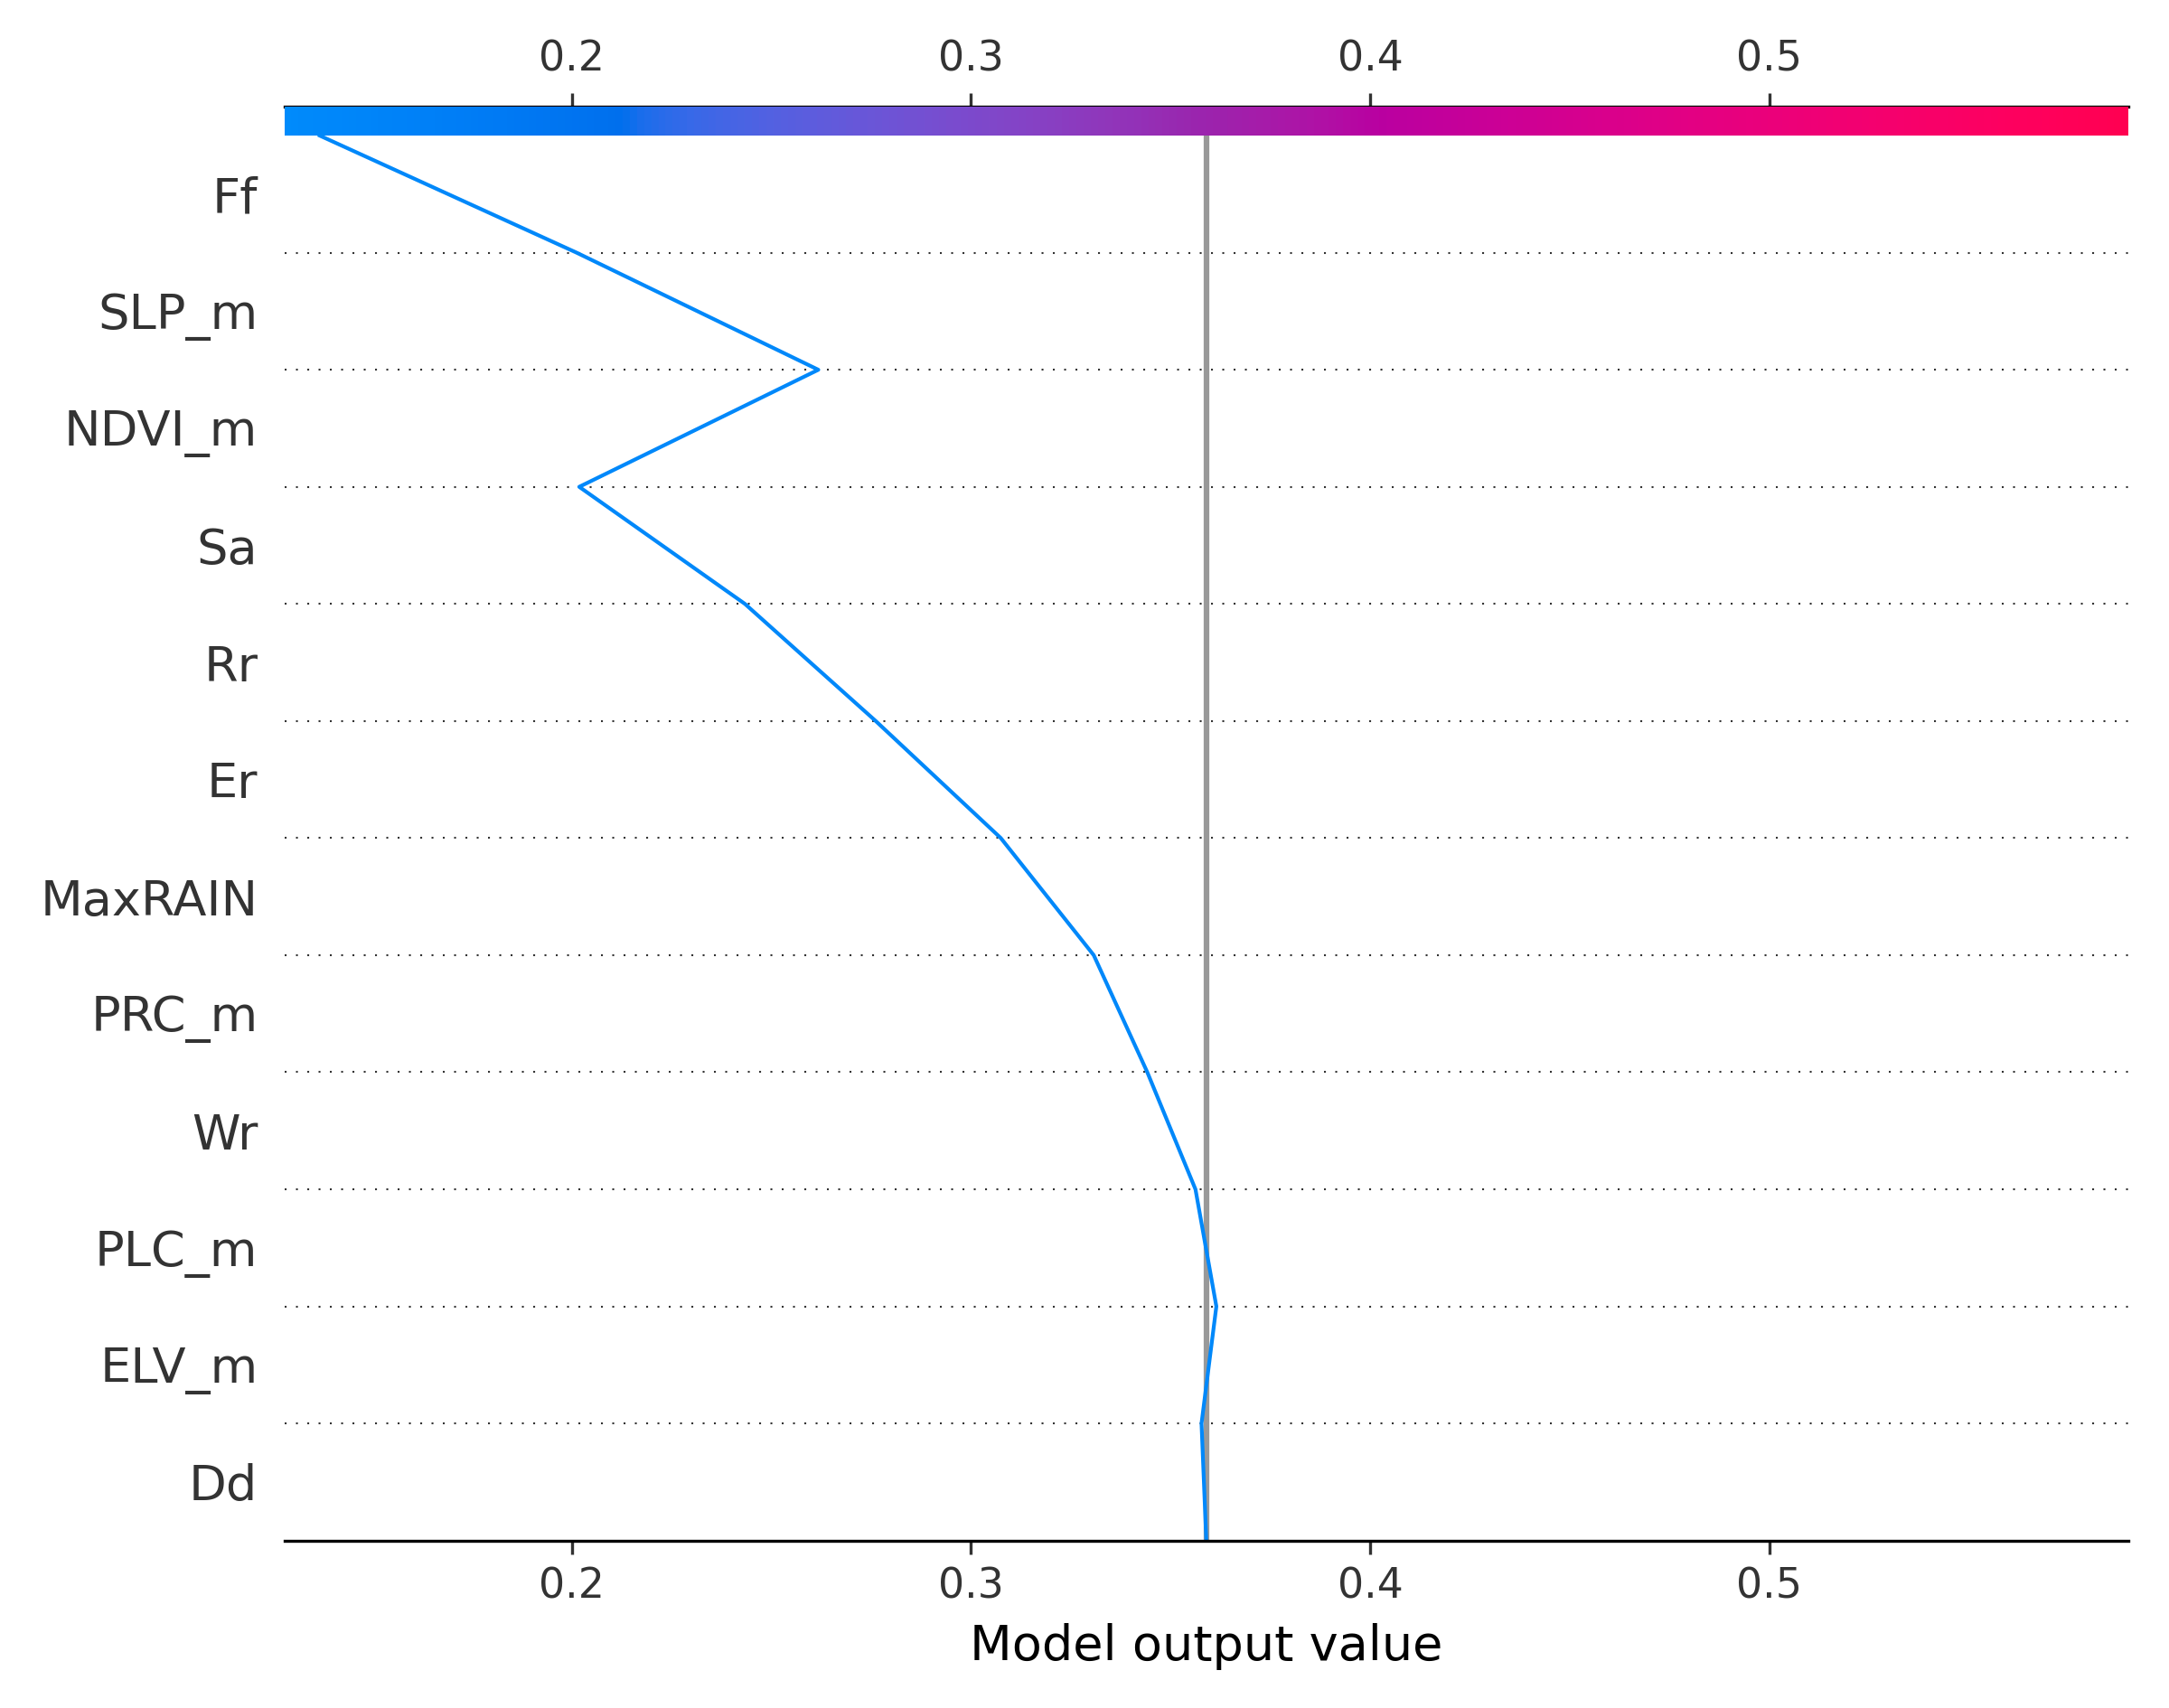 0.2 0.3 0.4 0.5
Ff
SLP_m
NDVI_m
Sa
Rr
Er
MaxRAIN
PRC_m
Wr
PLC_m
ELV_m
Dd
0.2 0.3 0.4 0.5
Model output value